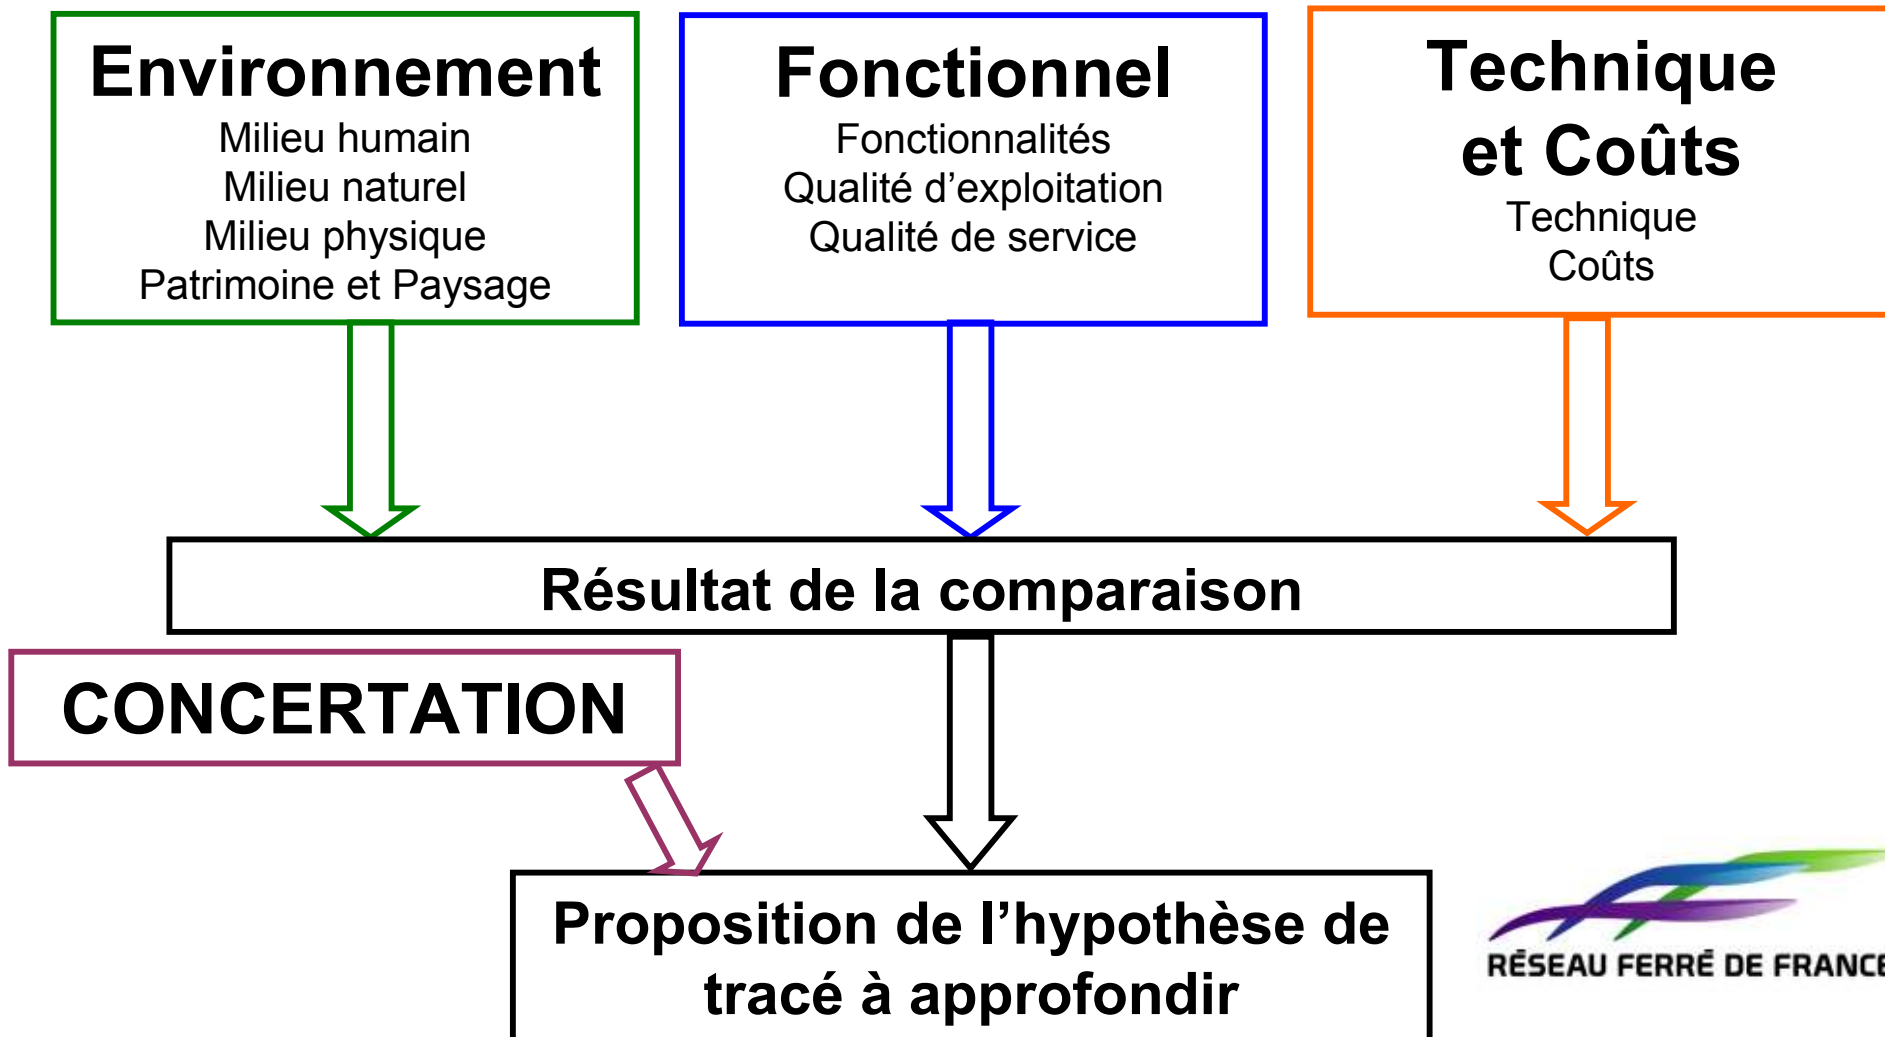 Environnement
Milieu humain
Milieu naturel
Milieu physique
Patrimoine et Paysage
Fonctionnel
Fonctionnalités
Qualité d’exploitation
Qualité de service
Technique
et Coûts
Technique
Coûts
Résultat de la comparaison
CONCERTATION
Proposition de l’hypothèse de
tracé à approfondir
RÉSEAU FERRÉ DE FRANCE